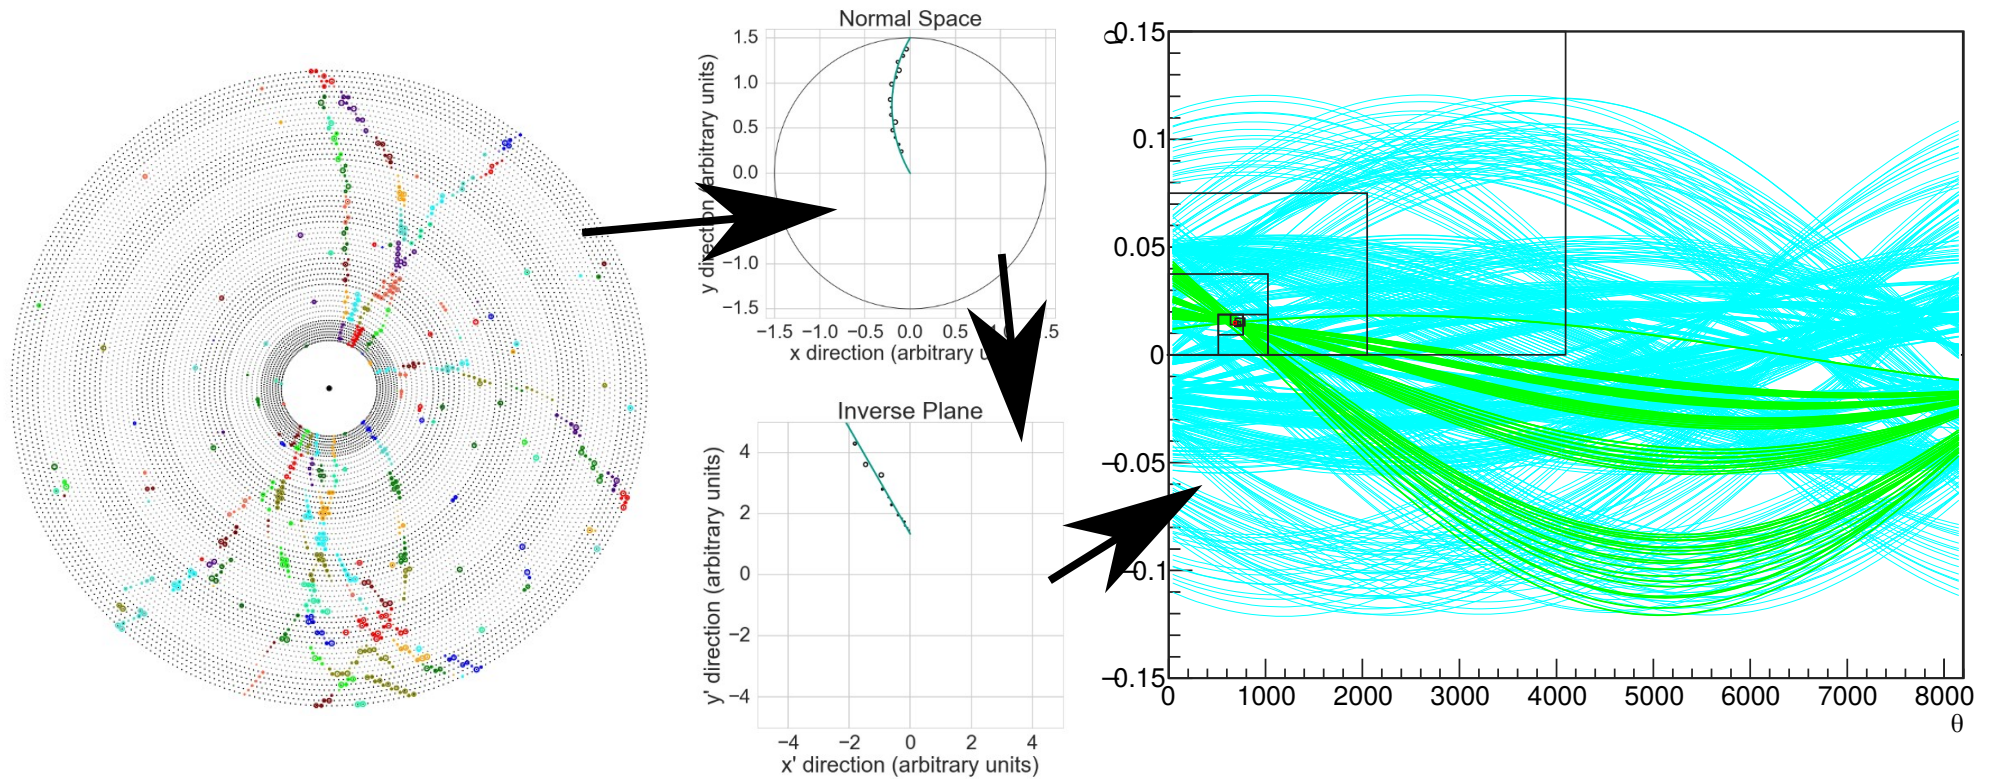 Normal Space
1.5
1.0
0.5
0.0
−1.0
−1.5
y direction (arbitrary units)
−1.5 −1.0 −0.5 0.0 0.5
x direction (arbitrary
Inverse Plane
4
2
0
−2
−4
y' direction (arbitrary units)
−4 −2 0 2 4
x' direction (arbitrary units)
0.15
0.1
0.05
0
−0.05
−0.1
−0.15
0 1000 2000 3000 4000 5000 6000 7000 8000
θ